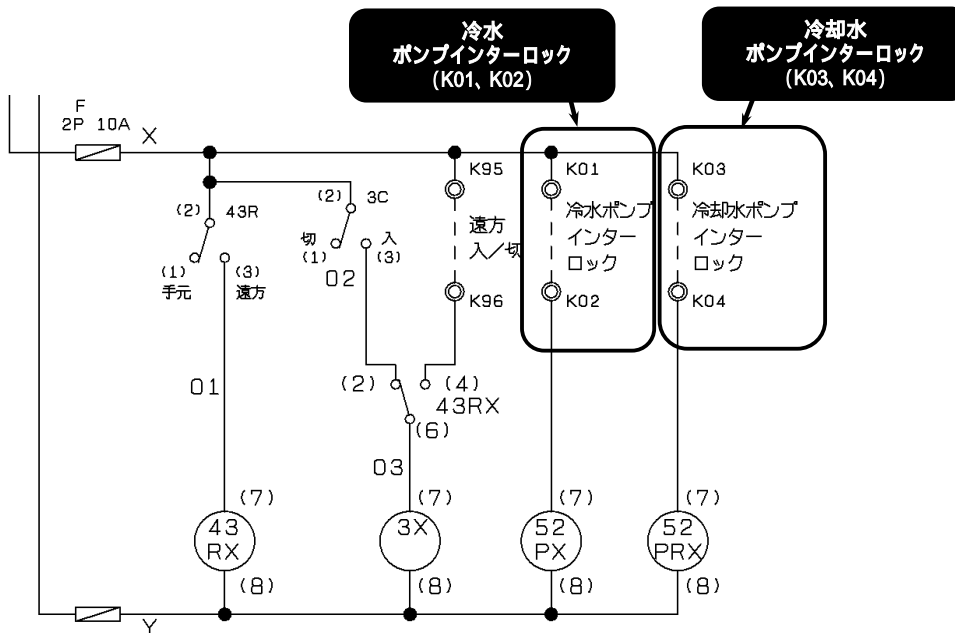 冷水
ポンプインターロック
(K01、K02)
冷却水
ポンプインターロック
(K03、K04)
F
2P 10A
X
K95
K01
K03
(2)
43R
(2)
3C
遠方
入／切
冷水ポンプ
インター
ロック
冷却水ポンプ
インター
ロック
切
(1)
入
(3)
(1)
手元
(3)
遠方
02
K96
K02
K04
01
(2)
(4)
43RX
(6)
03
(7)
(7)
(7)
(7)
43
RX
3X
52
PX
52
PRX
(8)
(8)
(8)
(8)
Y